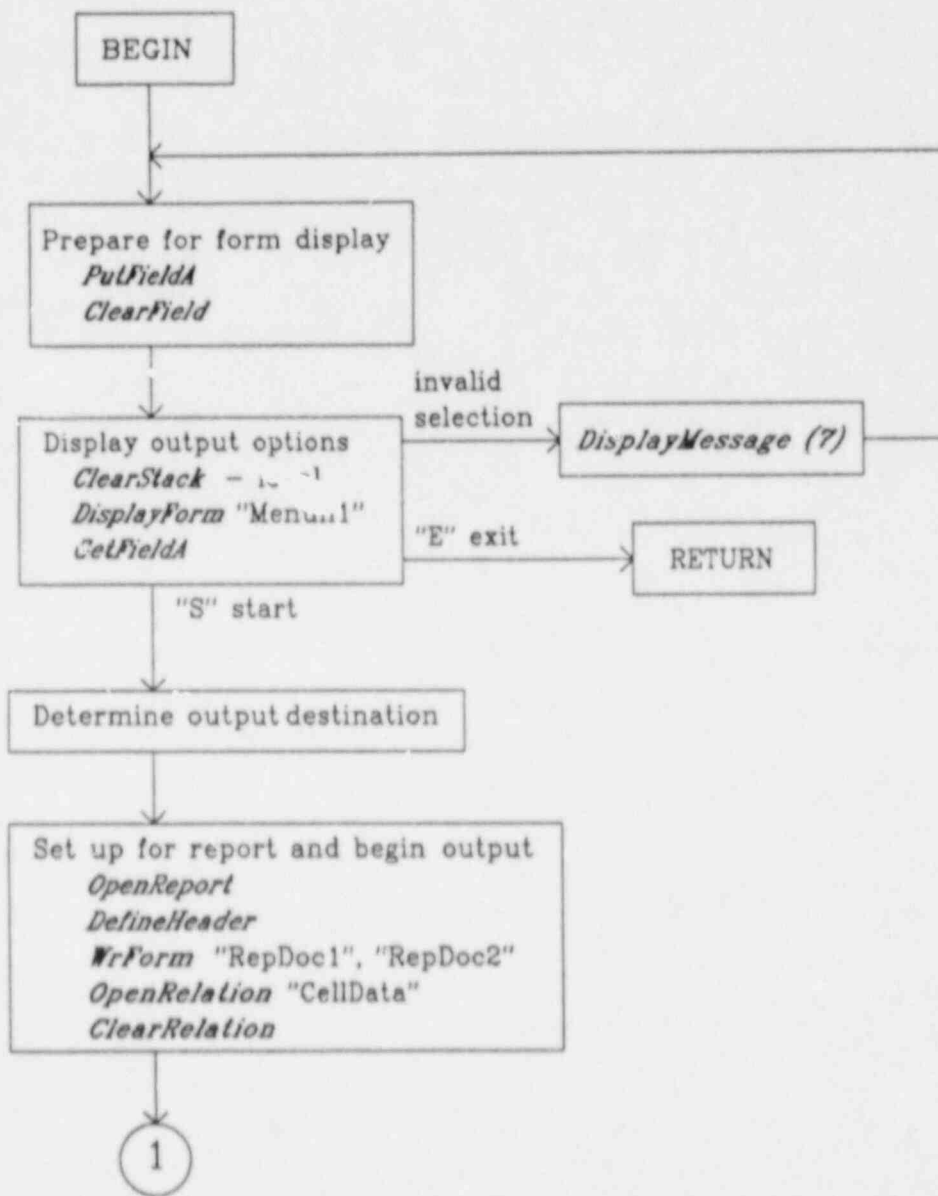 BEGIN
Prepare for form display
PutFieldA
ClearField
invalid
selection
Display output options
ClearStack -
DisplayForm
GetFieldA
DisplayMessage (7)
"E" exit
RETURN
"S" start
Determine output destination
Set up for report and begin output
OpenReport
DefineHeader
WrForm "RepDoc1", "RepDoc2"
OpenRelation "CellData"
ClearRelation
1